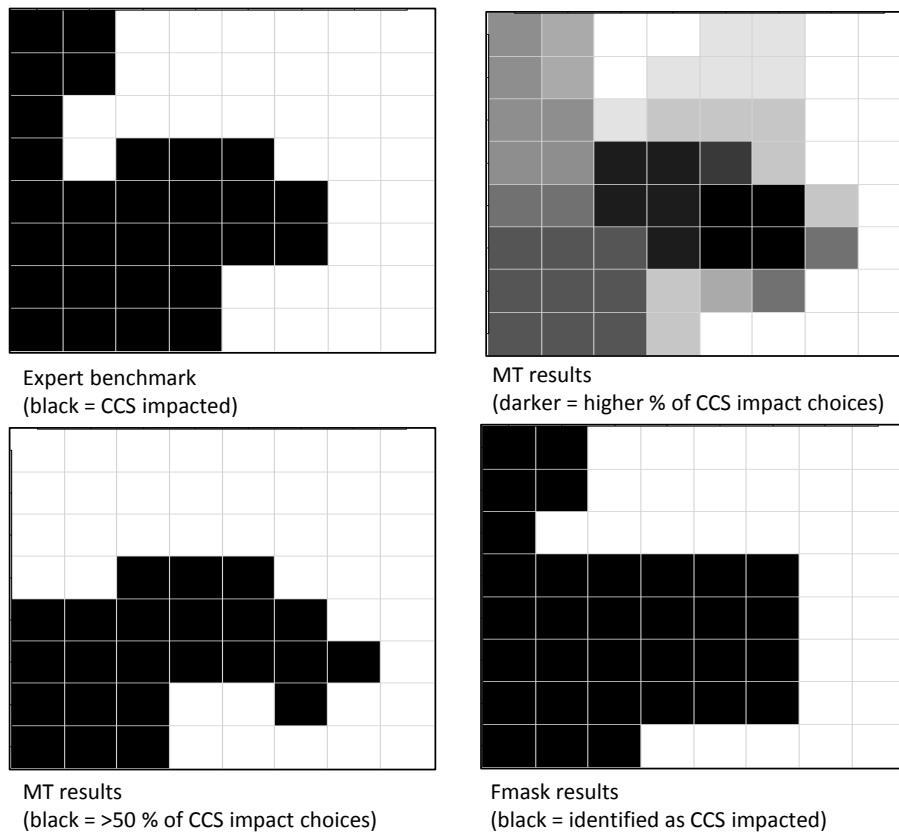 Expert benchmark
(black = CCS impacted)
MT results
(darker = higher % of CCS impact choices)
MT results
(black = >50 % of CCS impact choices)
Fmask results
(black = identified as CCS impacted)